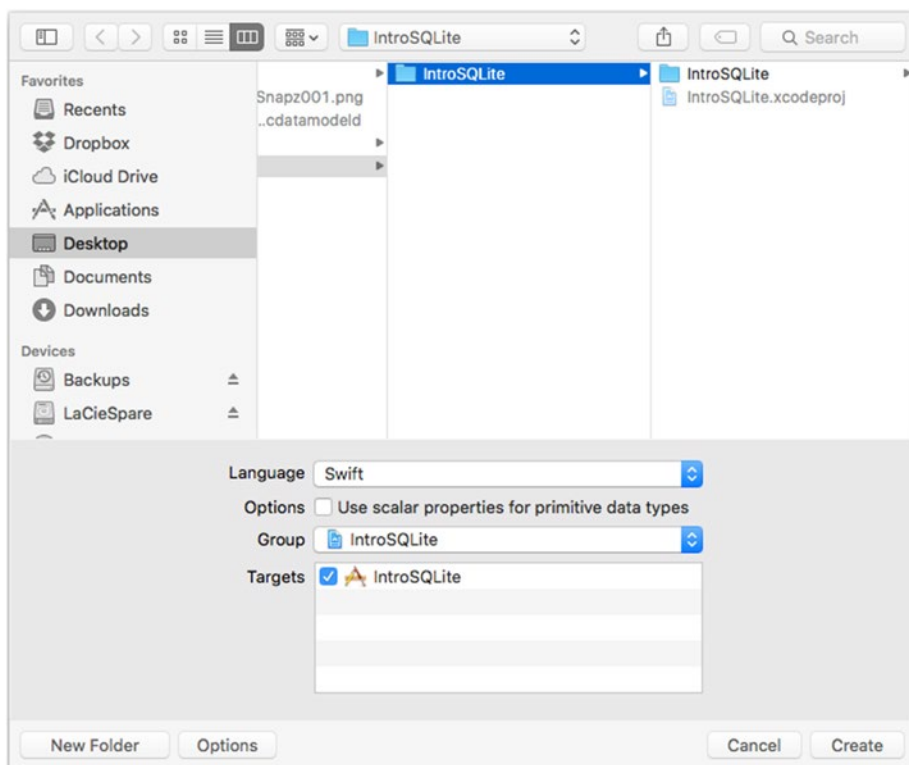 IntroSQLite
Search
Favorites
Recents
Dropbox
iCloud Drive
Applications
Desktop
Documents
Downloads
Devices
Backups
LaCieSpare
Snapz001.png
..cdatamodeld
IntroSQLite
IntroSQLite
IntroSQLite.xcodeproj
Language Swift
Options Use scalar properties for primitive data types
Group IntroSQLite
Targets IntroSQLite
New Folder Options Cancel Create